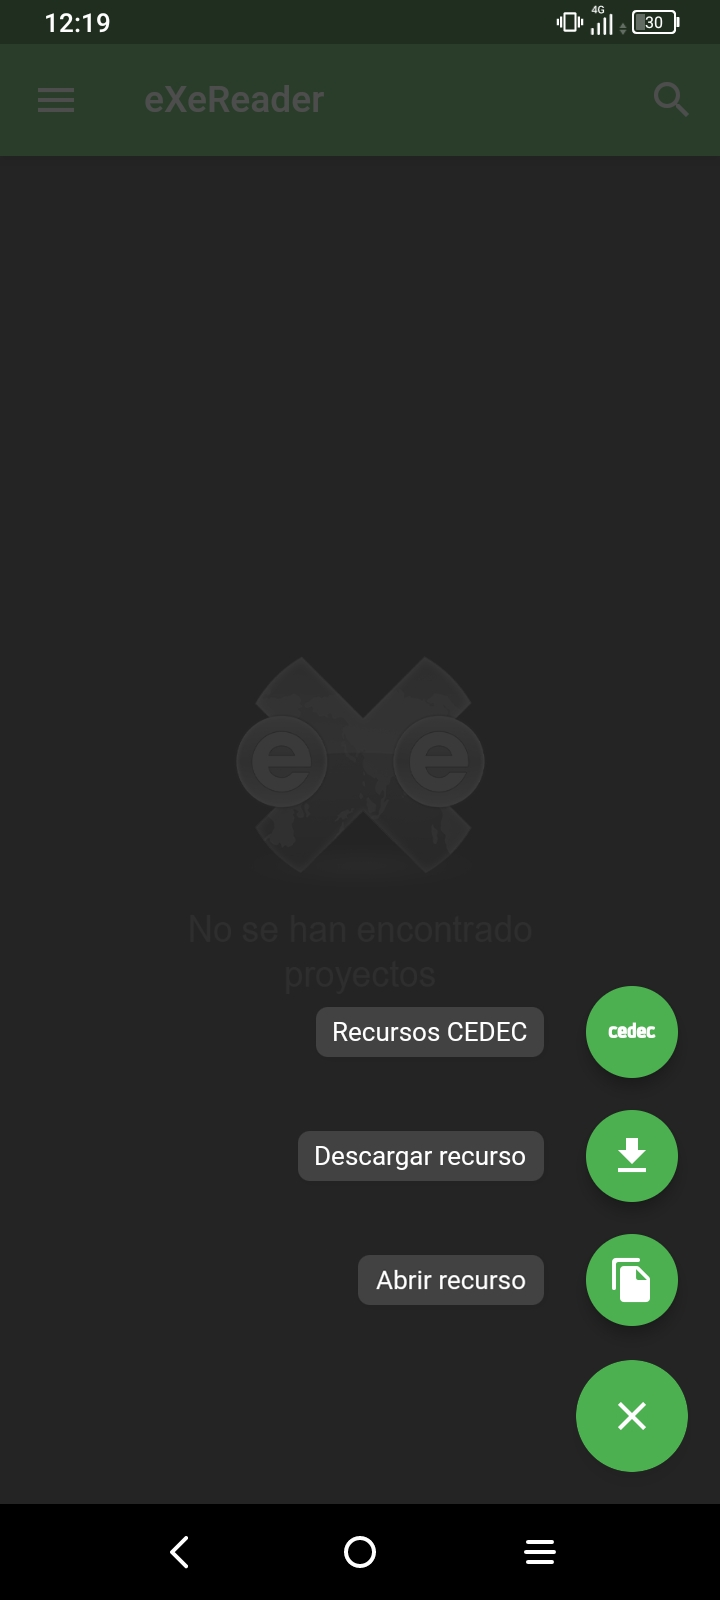 12:19
4G
30
eXeReader
e e
No se han encontrado
proyectos
Recursos CEDEC
cedec
Descargar recurso
Abrir recurso